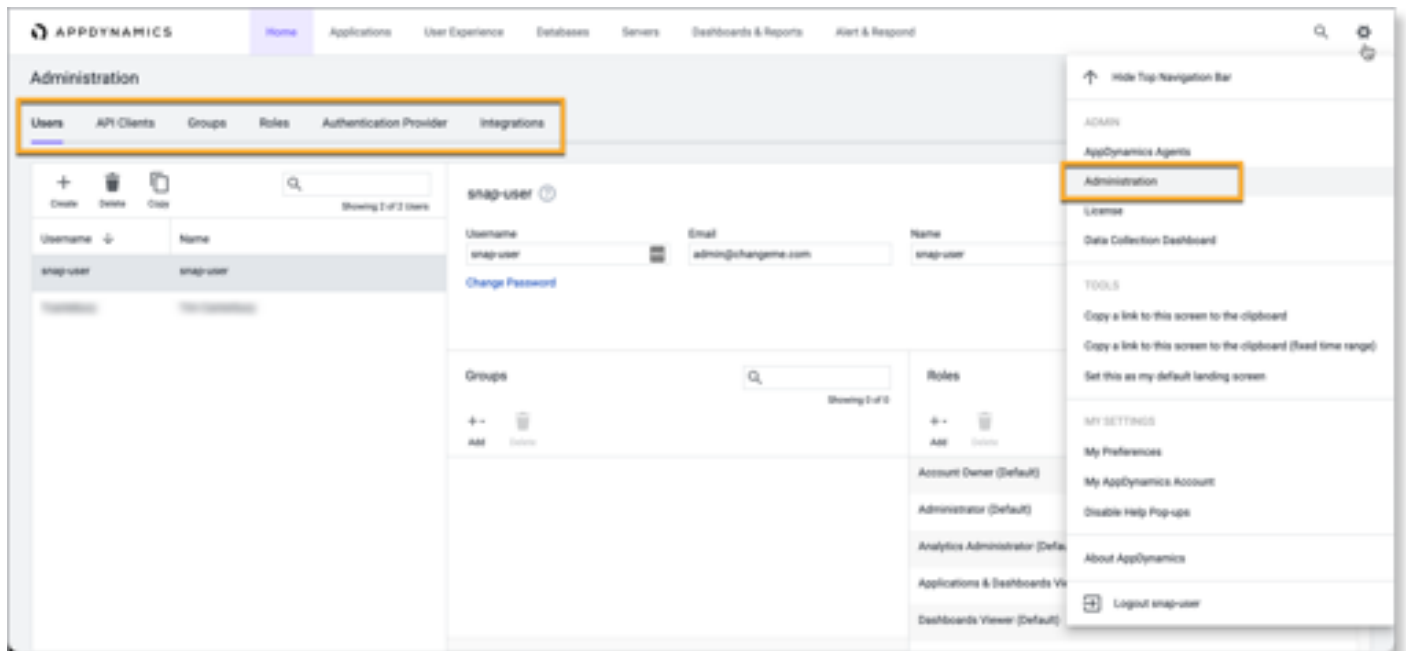 APPDYNAMICS Home Applications User Experience Databases Servers Dashboards & Reports Alert & Respond
Administration
Users API Clients Groups Roles Authentication Provider Integrations
Create Delete Copy
Showing 2 of 2 Users
Username Name
snap-user snap-user
snap-user
Username Email Name
snap-user admin@changeme.com snap-user
Change Password
Groups
Showing 0 of 0
Add Delete
Roles
Add Delete
Account Owner (Default)
Administrator (Default)
Analytics Administrator (Defau
Applications & Dashboards Vi
Dashboards Viewer (Default)
Hide Top Navigation Bar
ADMIN
AppDynamics Agents
Administration
License
Data Collection Dashboard
TOOLS
Copy a link to this screen to the clipboard
Copy a link to this screen to the clipboard (fixed time range)
Set this as my default landing screen
MY SETTINGS
My Preferences
My AppDynamics Account
Disable Help Pop-ups
About AppDynamics
Logout snap-user